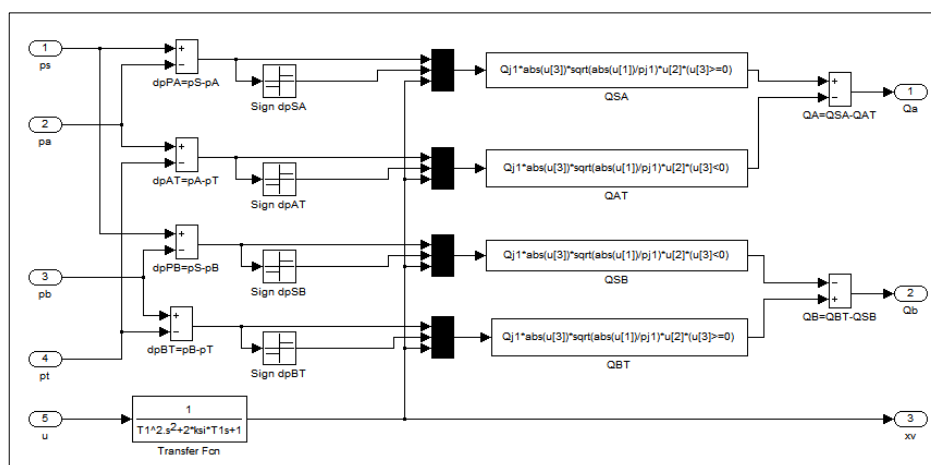 1
ps
+
−
dpPA=pS-pA
Sign dpSA
Qj1*abs(u[3])*sqrt(abs(u[1])/pj1)*u[2]*(u[3]>=0)
QSA
+
−
QA=QSA-QAT
1
Qa
2
pa
+
−
dpAT=pA-pT
Sign dpAT
Qj1*abs(u[3])*sqrt(abs(u[1])/pj1)*u[2]*(u[3]<0)
QAT
+
−
dpPB=pS-pB
Sign dpSB
Qj1*abs(u[3])*sqrt(abs(u[1])/pj1)*u[2]*(u[3]<0)
QSB
3
pb
−
+
QB=QBT-QSB
2
Qb
+
−
dpBT=pB-pT
Sign dpBT
Qj1*abs(u[3])*sqrt(abs(u[1])/pj1)*u[2]*(u[3]>=0)
QBT
4
pt
5
u
1
T1^2.s2+2*ksi*T1s+1
Transfer Fcn
3
xv